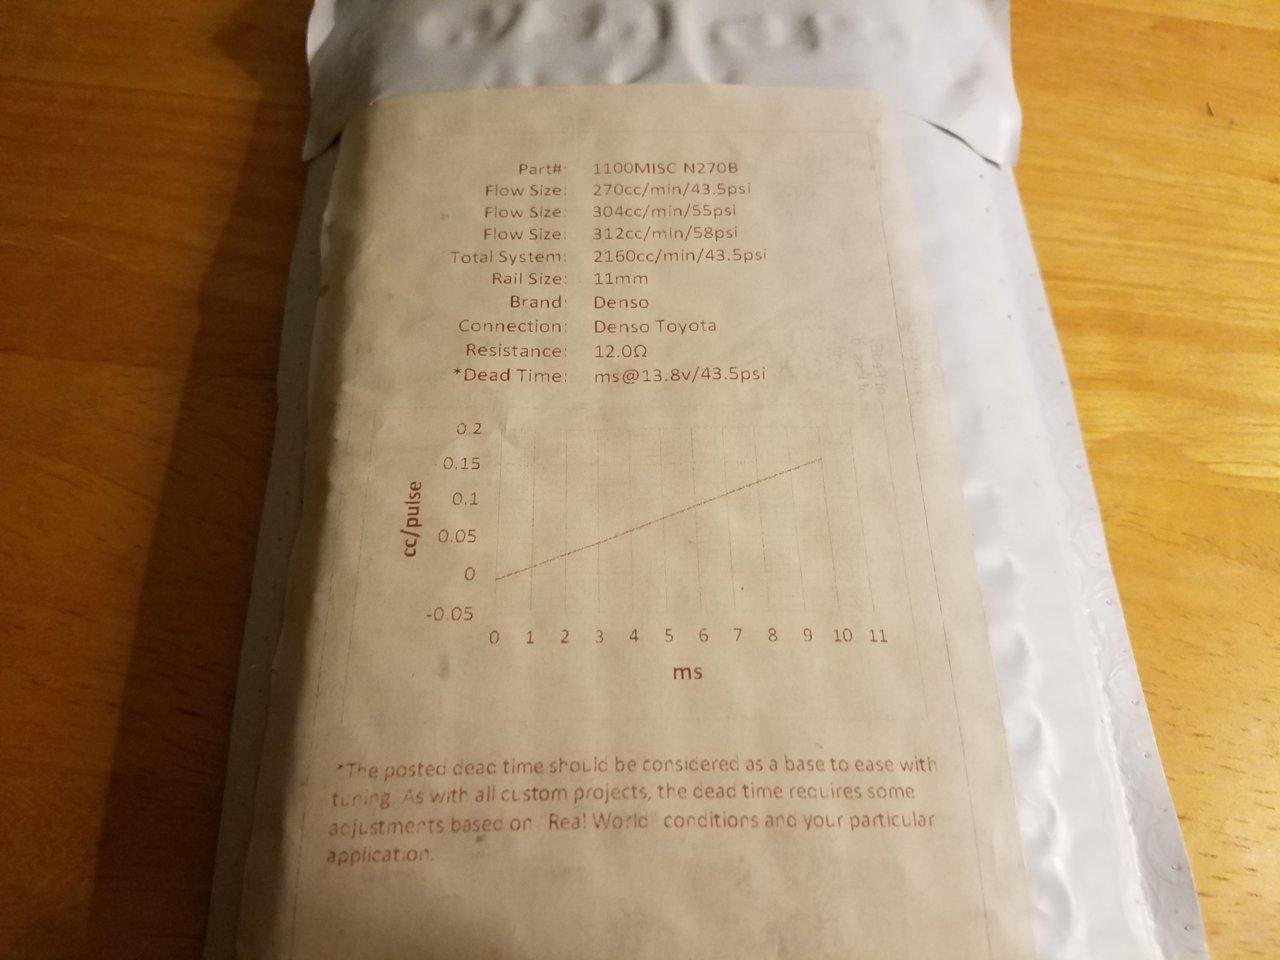 Part#: 1100MISC N270B
Flow Size: 270cc/min/43.5psi
Flow Size: 304cc/min/55psi
Flow Size: 312cc/min/58psi
Total System: 2160cc/min/43.5psi
Rail Size: 11mm
Brand: Denso
Connection: Denso Toyota
Resistance: 12.0Ω
*Dead Time: ms@13.8v/43.5psi
0.2
0.15
0.1
0.05
0
-0.05
cc/pulse
0 1 2 3 4 5 6 7 8 9 10 11
ms
*The posted dead time should be considered as a base to ease with
tuning. As with all custom projects, the dead time requires some
adjustments based on "Real World" conditions and your particular
application.